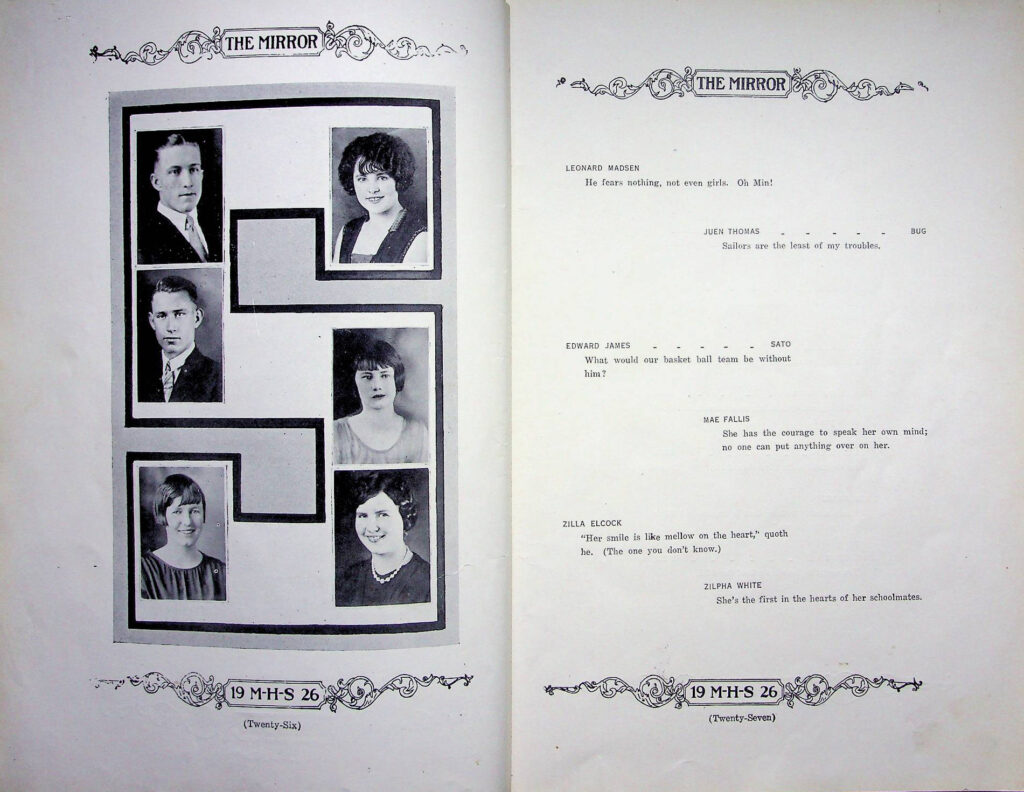 THE MIRROR
19 M-H-S 26
(Twenty-Six)
THE MIRROR
LEONARD MADSEN
He fears nothing, not even girls. Oh Min!
JUEN THOMAS - - - - - BUG
Sailors are the least of my troubles.
EDWARD JAMES - - - - - SATO
What would our basket ball team be without
him?
MAE FALLIS
She has the courage to speak her own mind;
no one can put anything over on her.
ZILLA ELCOCK
"Her smile is like mellow on the heart," quoth
he. (The one you don't know.)
ZILPHA WHITE
She's the first in the hearts of her schoolmates.
19 M-H-S 26
(Twenty-Seven)